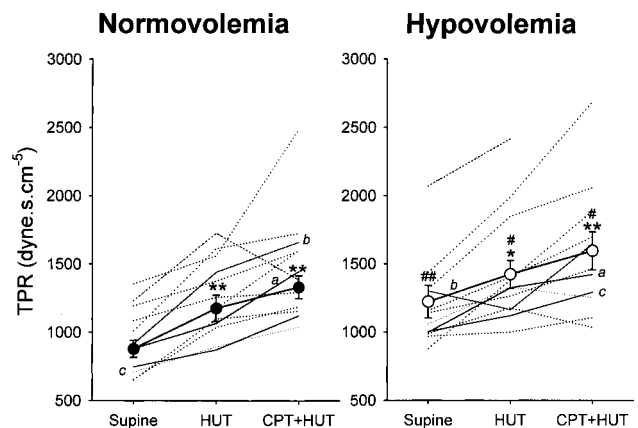 Normovolemia Hypovolemia
TPR (dyne.s.cm⁻⁵)
3000 3000
2500 2500
2000 2000
1500 1500
1000 1000
500 500
b
**
a
**
c
##
b
#
*
#
**
a
c
Supine HUT CPT+HUT Supine HUT CPT+HUT